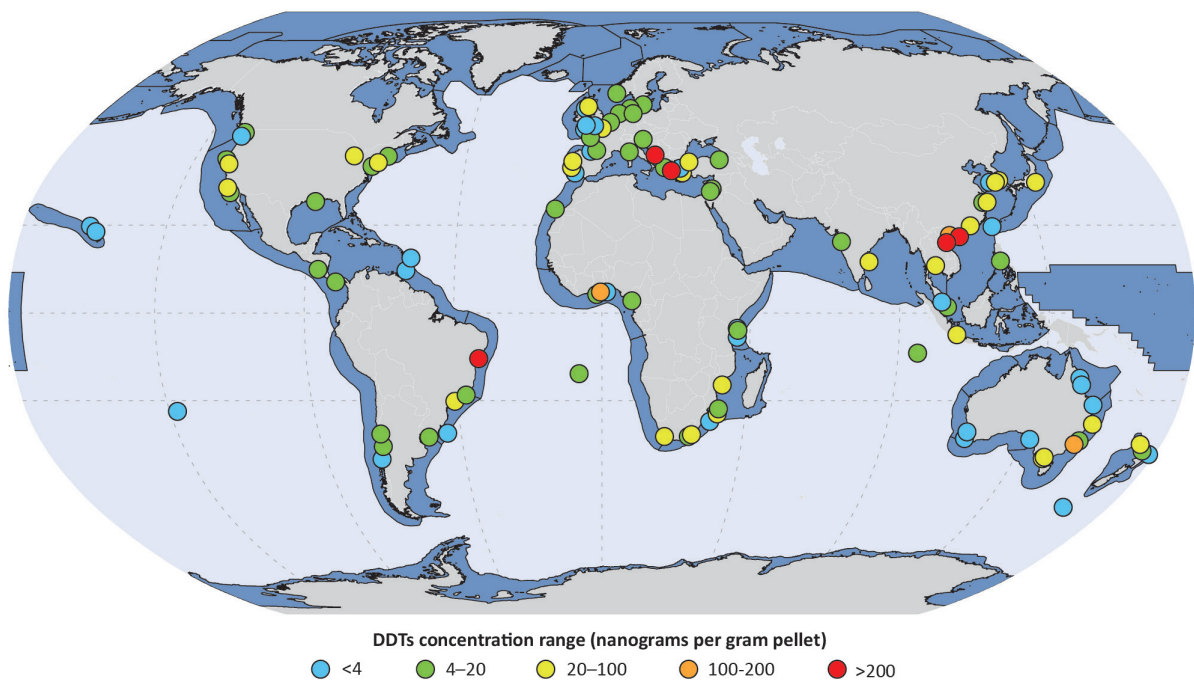 DDTs concentration range (nanograms per gram pellet)
<4 4–20 20–100 100-200 >200